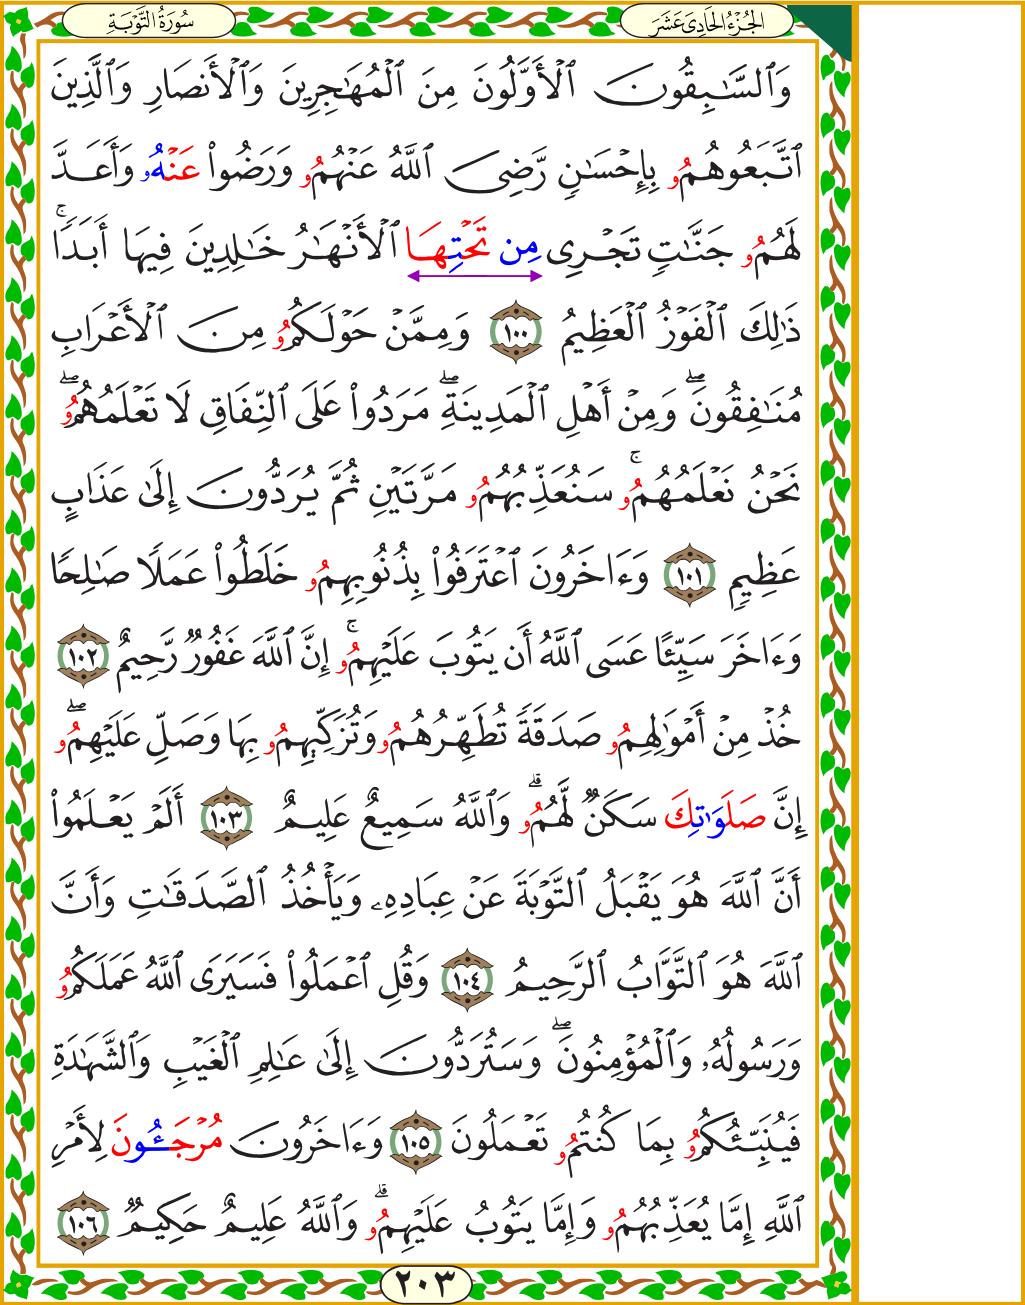 سُورَةُ التَّوْبَةِ
الجُزْءُ الحَادِىَ عَشَرَ
وَٱلسَّـٰبِقُونَ ٱلْأَوَّلُونَ مِنَ ٱلْمُهَـٰجِرِينَ وَٱلْأَنصَارِ وَٱلَّذِينَ
ٱتَّبَعُوهُمُۥ بِإِحْسَـٰنٍ رَّضِىَ ٱللَّهُ عَنْهُمُۥ وَرَضُوا۟ عَنْهُۥ وَأَعَدَّ
لَهُمُۥ جَنَّـٰتٍ تَجْرِى مِن تَحْتِهَا ٱلْأَنْهَـٰرُ خَـٰلِدِينَ فِيهَا أَبَدًا ۚ
ذَٰلِكَ ٱلْفَوْزُ ٱلْعَظِيمُ ١٠٠ وَمِمَّنْ حَوْلَكُمُۥ مِنَ ٱلْأَعْرَابِ
مُنَـٰفِقُونَ ۖ وَمِنْ أَهْلِ ٱلْمَدِينَةِ ۖ مَرَدُوا۟ عَلَى ٱلنِّفَاقِ لَا تَعْلَمُهُمُۥ ۖ
نَحْنُ نَعْلَمُهُمُۥ ۚ سَنُعَذِّبُهُمُۥ مَرَّتَيْنِ ثُمَّ يُرَدُّونَ إِلَىٰ عَذَابٍ
عَظِيمٍ ١٠١ وَءَاخَرُونَ ٱعْتَرَفُوا۟ بِذُنُوبِهِمُۥ خَلَطُوا۟ عَمَلًا صَـٰلِحًا
وَءَاخَرَ سَيِّئًا عَسَى ٱللَّهُ أَن يَتُوبَ عَلَيْهِمُۥ ۚ إِنَّ ٱللَّهَ غَفُورٌ رَّحِيمٌ ١٠٢
خُذْ مِنْ أَمْوَٰلِهِمُۥ صَدَقَةً تُطَهِّرُهُمُۥ وَتُزَكِّيهِمُۥ بِهَا وَصَلِّ عَلَيْهِمُۥ ۖ
إِنَّ صَلَوَٰتِكَ سَكَنٌ لَّهُمُۥ ۗ وَٱللَّهُ سَمِيعٌ عَلِيمٌ ١٠٣ أَلَمْ يَعْلَمُوا۟
أَنَّ ٱللَّهَ هُوَ يَقْبَلُ ٱلتَّوْبَةَ عَنْ عِبَادِهِۦ وَيَأْخُذُ ٱلصَّدَقَـٰتِ وَأَنَّ
ٱللَّهَ هُوَ ٱلتَّوَّابُ ٱلرَّحِيمُ ١٠٤ وَقُلِ ٱعْمَلُوا۟ فَسَيَرَى ٱللَّهُ عَمَلَكُمُۥ
وَرَسُولُهُۥ وَٱلْمُؤْمِنُونَ ۖ وَسَتُرَدُّونَ إِلَىٰ عَـٰلِمِ ٱلْغَيْبِ وَٱلشَّهَـٰدَةِ
فَيُنَبِّئُكُمُۥ بِمَا كُنتُمُۥ تَعْمَلُونَ ١٠٥ وَءَاخَرُونَ مُرْجَـُٔونَ لِأَمْرِ
ٱللَّهِ إِمَّا يُعَذِّبُهُمُۥ وَإِمَّا يَتُوبُ عَلَيْهِمُۥ ۗ وَٱللَّهُ عَلِيمٌ حَكِيمٌ ١٠٦
٢٠٣